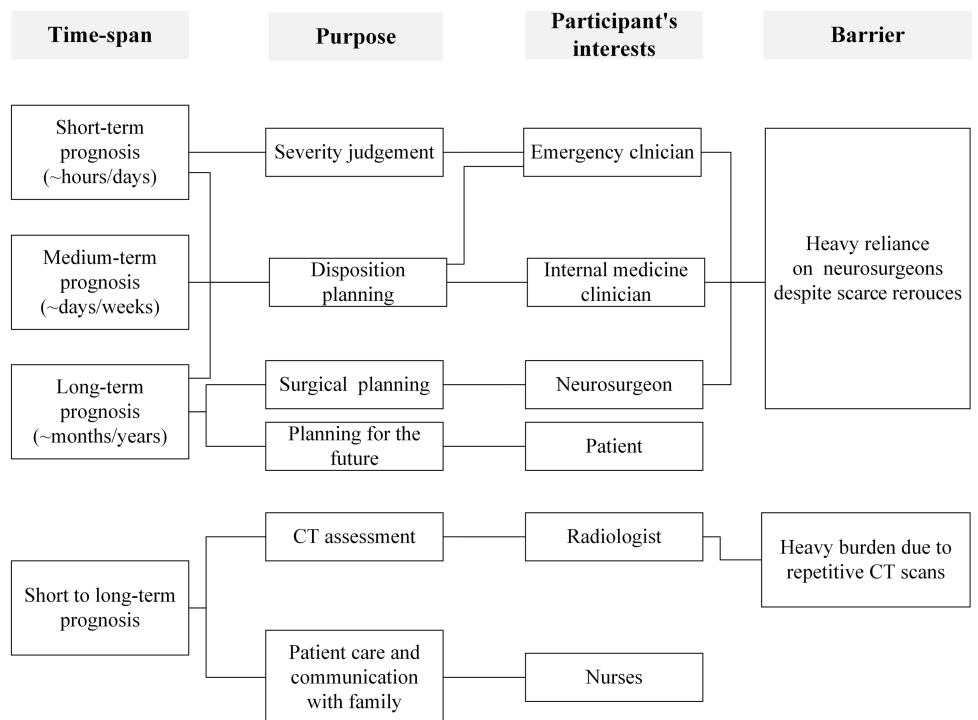 Time-span
Purpose
Participant's
interests
Barrier
Short-term
prognosis
(~hours/days)
Severity judgement
Emergency clnician
Medium-term
prognosis
(~days/weeks)
Disposition
planning
Internal medicine
clinician
Heavy reliance
on neurosurgeons
despite scarce rerouces
Long-term
prognosis
(~months/years)
Surgical planning
Neurosurgeon
Planning for the
future
Patient
Short to long-term
prognosis
CT assessment
Radiologist
Heavy burden due to
repetitive CT scans
Patient care and
communication
with family
Nurses